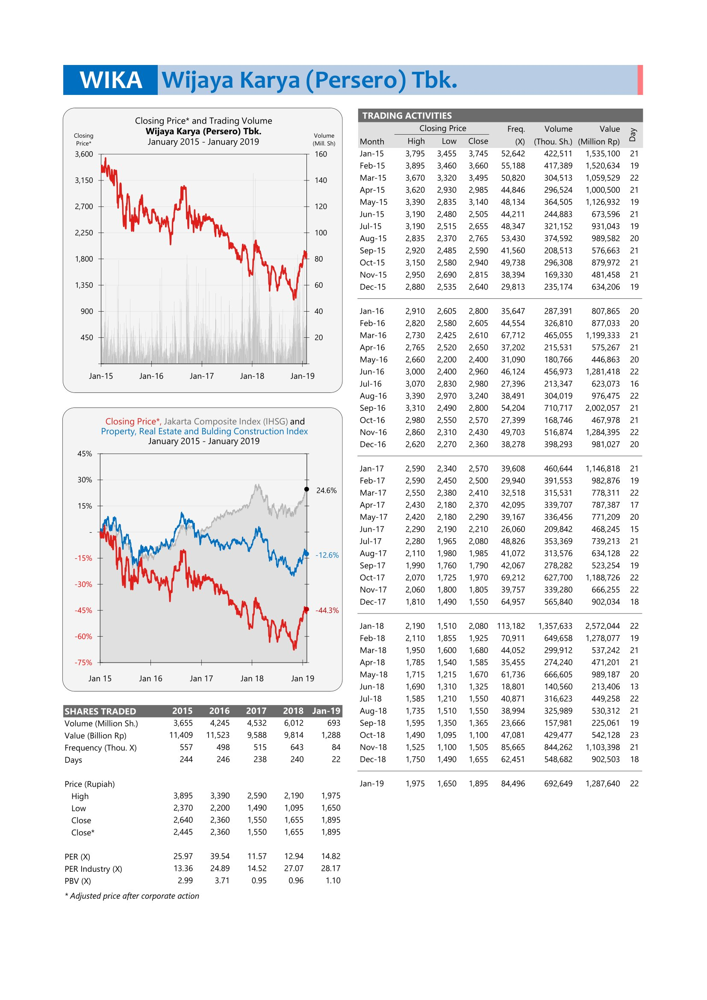 WIKA Wijaya Karya (Persero) Tbk.
Closing Price* and Trading Volume
Wijaya Karya (Persero) Tbk.
January 2015 - January 2019
Closing
Price*
Volume
(Mill. Sh)
3,600
3,150
2,700
2,250
1,800
1,350
900
450
160
140
120
100
80
60
40
20
Jan-15 Jan-16 Jan-17 Jan-18 Jan-19
Closing Price*, Jakarta Composite Index (IHSG) and
Property, Real Estate and Bulding Construction Index
January 2015 - January 2019
45%
30%
15%
-
-15%
-30%
-45%
-60%
-75%
24.6%
-12.6%
-44.3%
Jan 15 Jan 16 Jan 17 Jan 18 Jan 19
SHARES TRADED 2015 2016 2017 2018 Jan-19
Volume (Million Sh.) 3,655 4,245 4,532 6,012 693
Value (Billion Rp) 11,409 11,523 9,588 9,814 1,288
Frequency (Thou. X) 557 498 515 643 84
Days 244 246 238 240 22
Price (Rupiah)
High 3,895 3,390 2,590 2,190 1,975
Low 2,370 2,200 1,490 1,095 1,650
Close 2,640 2,360 1,550 1,655 1,895
Close* 2,445 2,360 1,550 1,655 1,895
PER (X) 25.97 39.54 11.57 12.94 14.82
PER Industry (X) 13.36 24.89 14.52 27.07 28.17
PBV (X) 2.99 3.71 0.95 0.96 1.10
* Adjusted price after corporate action
TRADING ACTIVITIES
Closing Price Freq. Volume Value Day
Month High Low Close (X) (Thou. Sh.) (Million Rp)
Jan-15 3,795 3,455 3,745 52,642 422,511 1,535,100 21
Feb-15 3,895 3,460 3,660 55,188 417,389 1,520,634 19
Mar-15 3,670 3,320 3,495 50,820 304,513 1,059,529 22
Apr-15 3,620 2,930 2,985 44,846 296,524 1,000,500 21
May-15 3,390 2,835 3,140 48,134 364,505 1,126,932 19
Jun-15 3,190 2,480 2,505 44,211 244,883 673,596 21
Jul-15 3,190 2,515 2,655 48,347 321,152 931,043 19
Aug-15 2,835 2,370 2,765 53,430 374,592 989,582 20
Sep-15 2,920 2,485 2,590 41,560 208,513 576,663 21
Oct-15 3,150 2,580 2,940 49,738 296,308 879,972 21
Nov-15 2,950 2,690 2,815 38,394 169,330 481,458 21
Dec-15 2,880 2,535 2,640 29,813 235,174 634,206 19
Jan-16 2,910 2,605 2,800 35,647 287,391 807,865 20
Feb-16 2,820 2,580 2,605 44,554 326,810 877,033 20
Mar-16 2,730 2,425 2,610 67,712 465,055 1,199,333 21
Apr-16 2,765 2,520 2,650 37,202 215,531 575,267 21
May-16 2,660 2,200 2,400 31,090 180,766 446,863 20
Jun-16 3,000 2,400 2,960 46,124 456,973 1,281,418 22
Jul-16 3,070 2,830 2,980 27,396 213,347 623,073 16
Aug-16 3,390 2,970 3,240 38,491 304,019 976,475 22
Sep-16 3,310 2,490 2,800 54,204 710,717 2,002,057 21
Oct-16 2,980 2,550 2,570 27,399 168,746 467,978 21
Nov-16 2,860 2,310 2,430 49,703 516,874 1,284,395 22
Dec-16 2,620 2,270 2,360 38,278 398,293 981,027 20
Jan-17 2,590 2,340 2,570 39,608 460,644 1,146,818 21
Feb-17 2,590 2,450 2,500 29,940 391,553 982,876 19
Mar-17 2,550 2,380 2,410 32,518 315,531 778,311 22
Apr-17 2,430 2,180 2,370 42,095 339,707 787,387 17
May-17 2,420 2,180 2,290 39,167 336,456 771,209 20
Jun-17 2,290 2,190 2,210 26,060 209,842 468,245 15
Jul-17 2,280 1,965 2,080 48,826 353,369 739,213 21
Aug-17 2,110 1,980 1,985 41,072 313,576 634,128 22
Sep-17 1,990 1,760 1,790 42,067 278,282 523,254 19
Oct-17 2,070 1,725 1,970 69,212 627,700 1,188,726 22
Nov-17 2,060 1,800 1,805 39,757 339,280 666,255 22
Dec-17 1,810 1,490 1,550 64,957 565,840 902,034 18
Jan-18 2,190 1,510 2,080 113,182 1,357,633 2,572,044 22
Feb-18 2,110 1,855 1,925 70,911 649,658 1,278,077 19
Mar-18 1,950 1,600 1,680 44,052 299,912 537,242 21
Apr-18 1,785 1,540 1,585 35,455 274,240 471,201 21
May-18 1,715 1,215 1,670 61,736 666,605 989,187 20
Jun-18 1,690 1,310 1,325 18,801 140,560 213,406 13
Jul-18 1,585 1,210 1,550 40,871 316,623 449,258 22
Aug-18 1,735 1,510 1,550 38,994 325,989 530,312 21
Sep-18 1,595 1,350 1,365 23,666 157,981 225,061 19
Oct-18 1,490 1,095 1,100 47,081 429,477 542,128 23
Nov-18 1,525 1,100 1,505 85,665 844,262 1,103,398 21
Dec-18 1,750 1,490 1,655 62,451 548,682 902,503 18
Jan-19 1,975 1,650 1,895 84,496 692,649 1,287,640 22